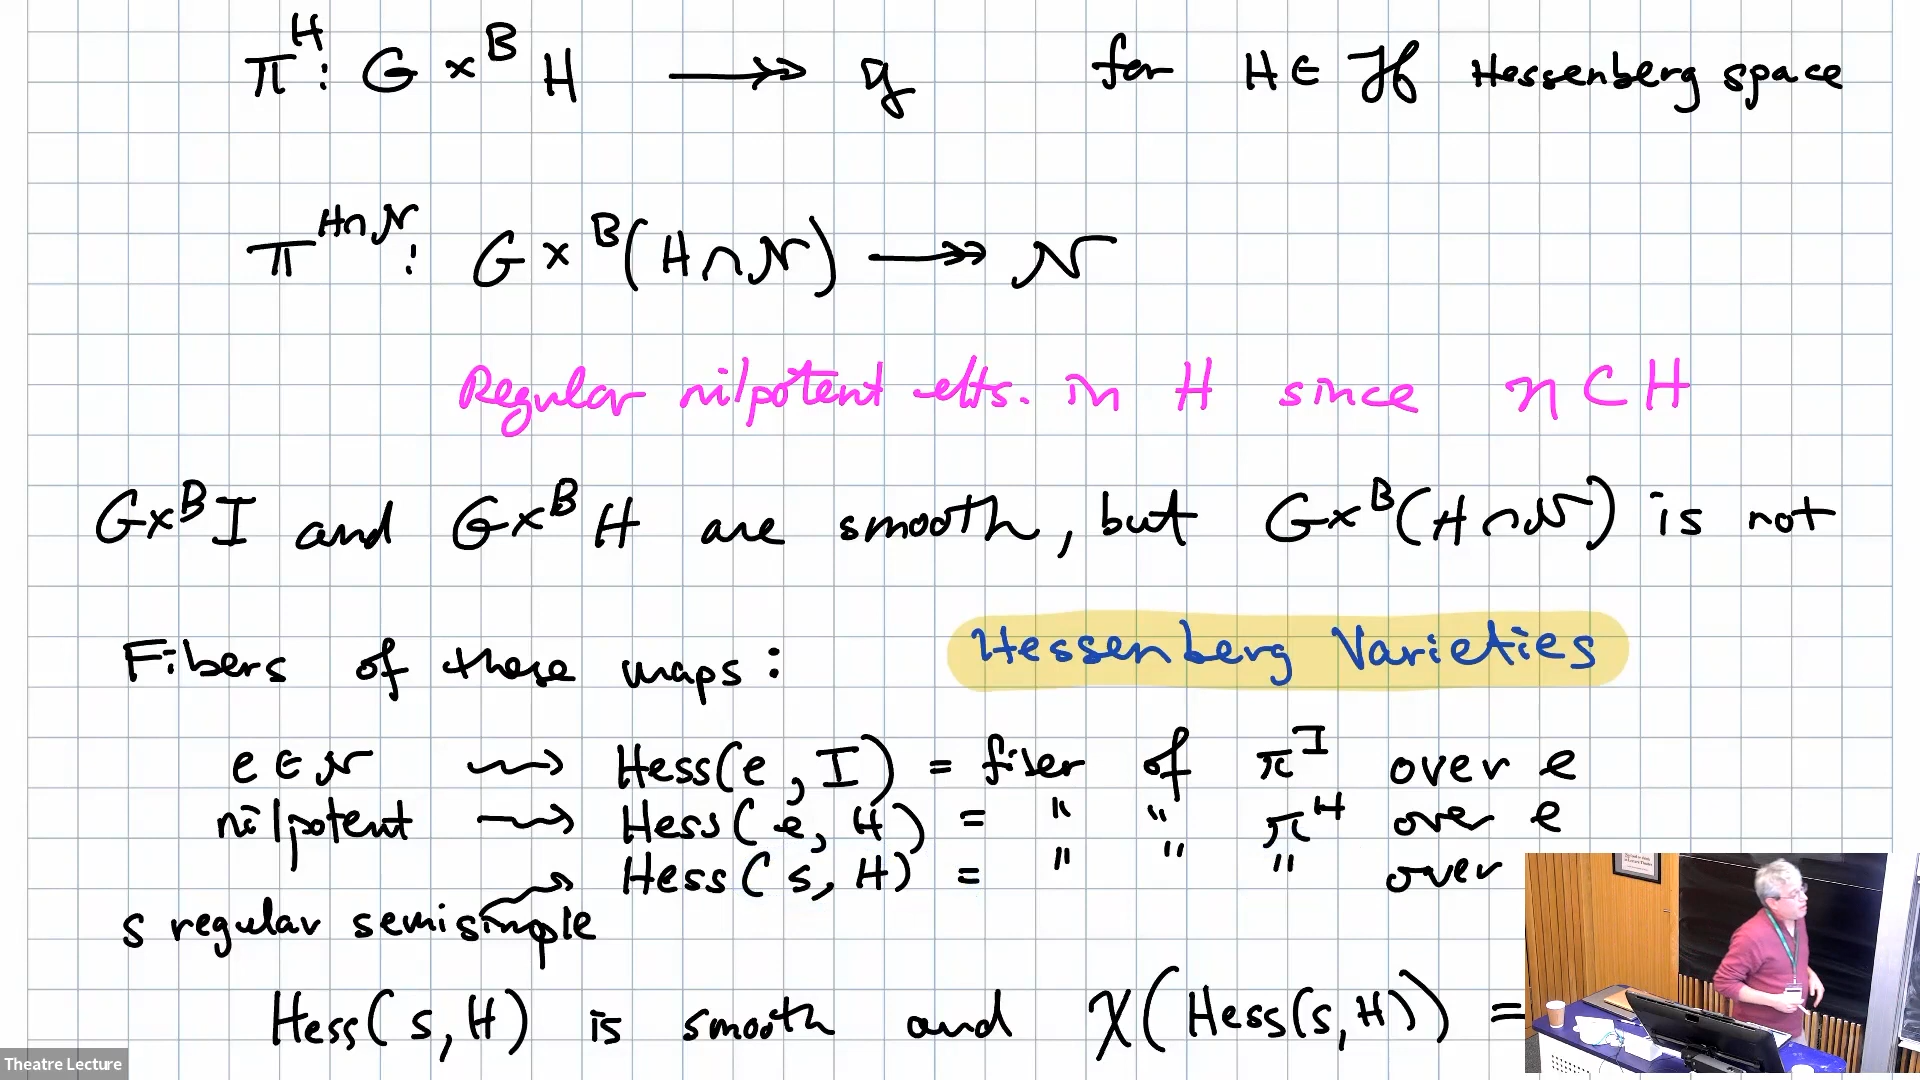 π^H : G ×^B H ↠ 𝔤 for H ∈ ℋ Hessenberg space
π^{H∩𝒩} : G ×^B (H∩𝒩) ↠ 𝒩
Regular nilpotent elts. in H since 𝔫 ⊂ H
G×^B I and G×^B H are smooth, but G×^B(H∩𝒩) is not
Fibers of these maps : Hessenberg Varieties
e ∈ 𝒩 ⇝ Hess(e, I) = fiber of π^I over e
nilpotent ⇝ Hess(e, H) = " " π^H over e
Hess(s, H) = " " " over
s regular semisimple
Hess(s, H) is smooth and χ(Hess(s, H)) =
Theatre Lecture